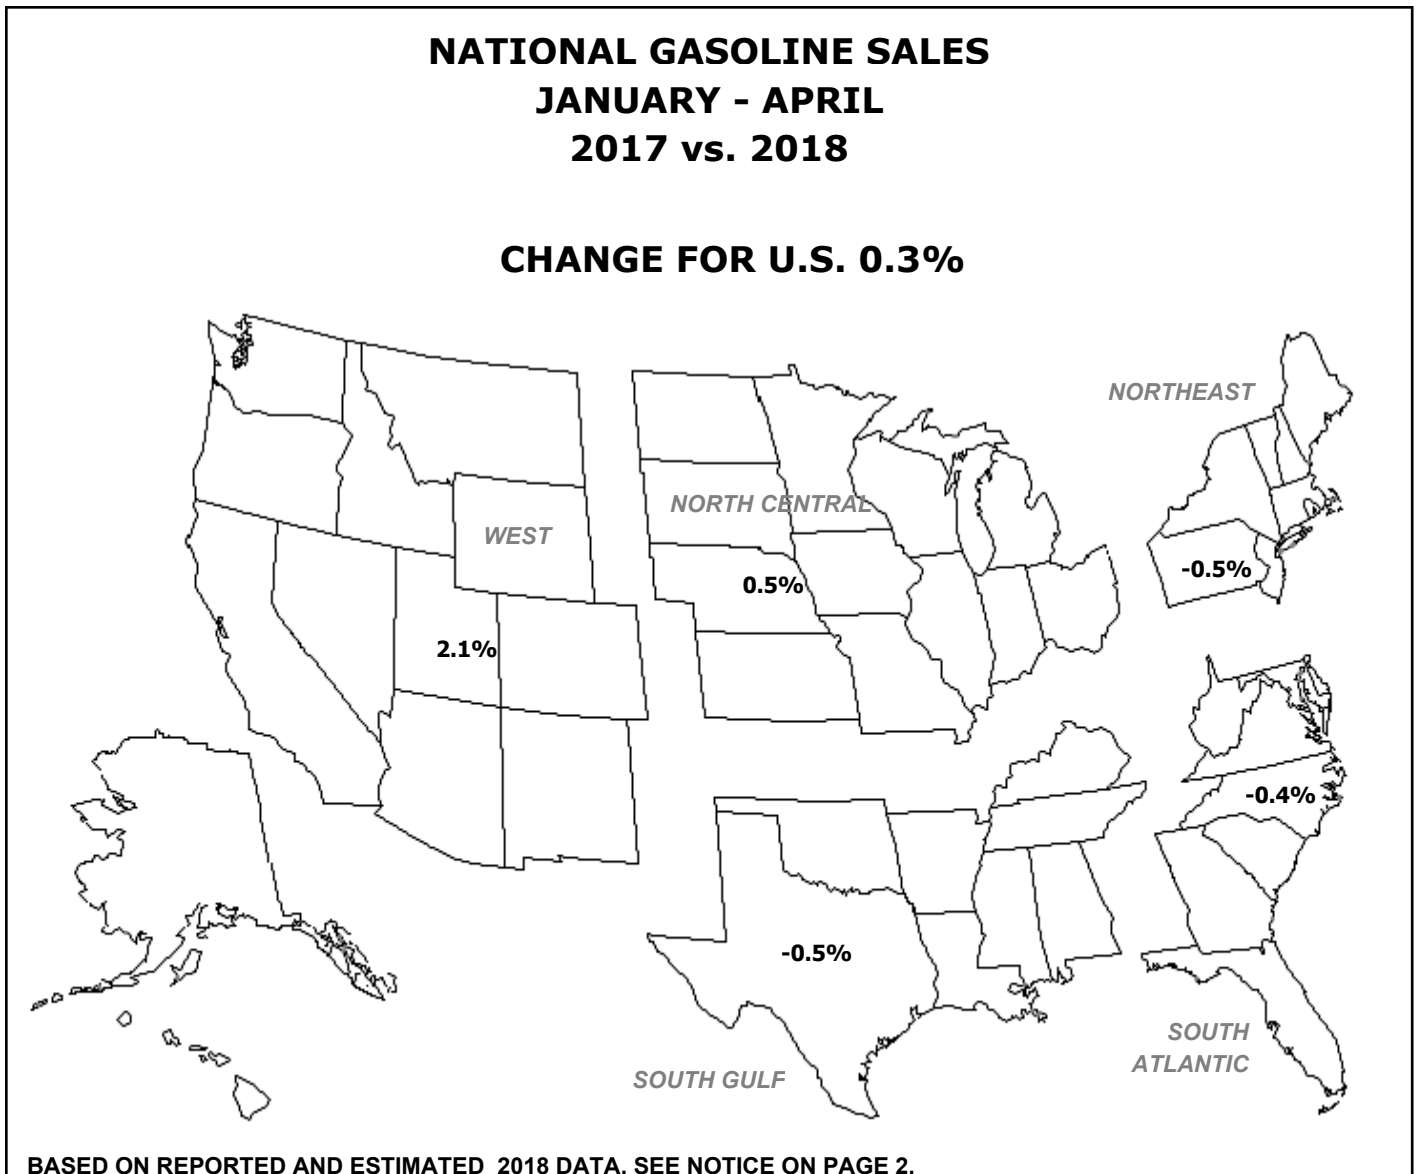 NATIONAL GASOLINE SALES
JANUARY - APRIL
2017 vs. 2018
CHANGE FOR U.S. 0.3%
NORTHEAST
NORTH CENTRAL
WEST
-0.5%
0.5%
2.1%
-0.4%
-0.5%
SOUTH
ATLANTIC
SOUTH GULF
BASED ON REPORTED AND ESTIMATED 2018 DATA. SEE NOTICE ON PAGE 2.